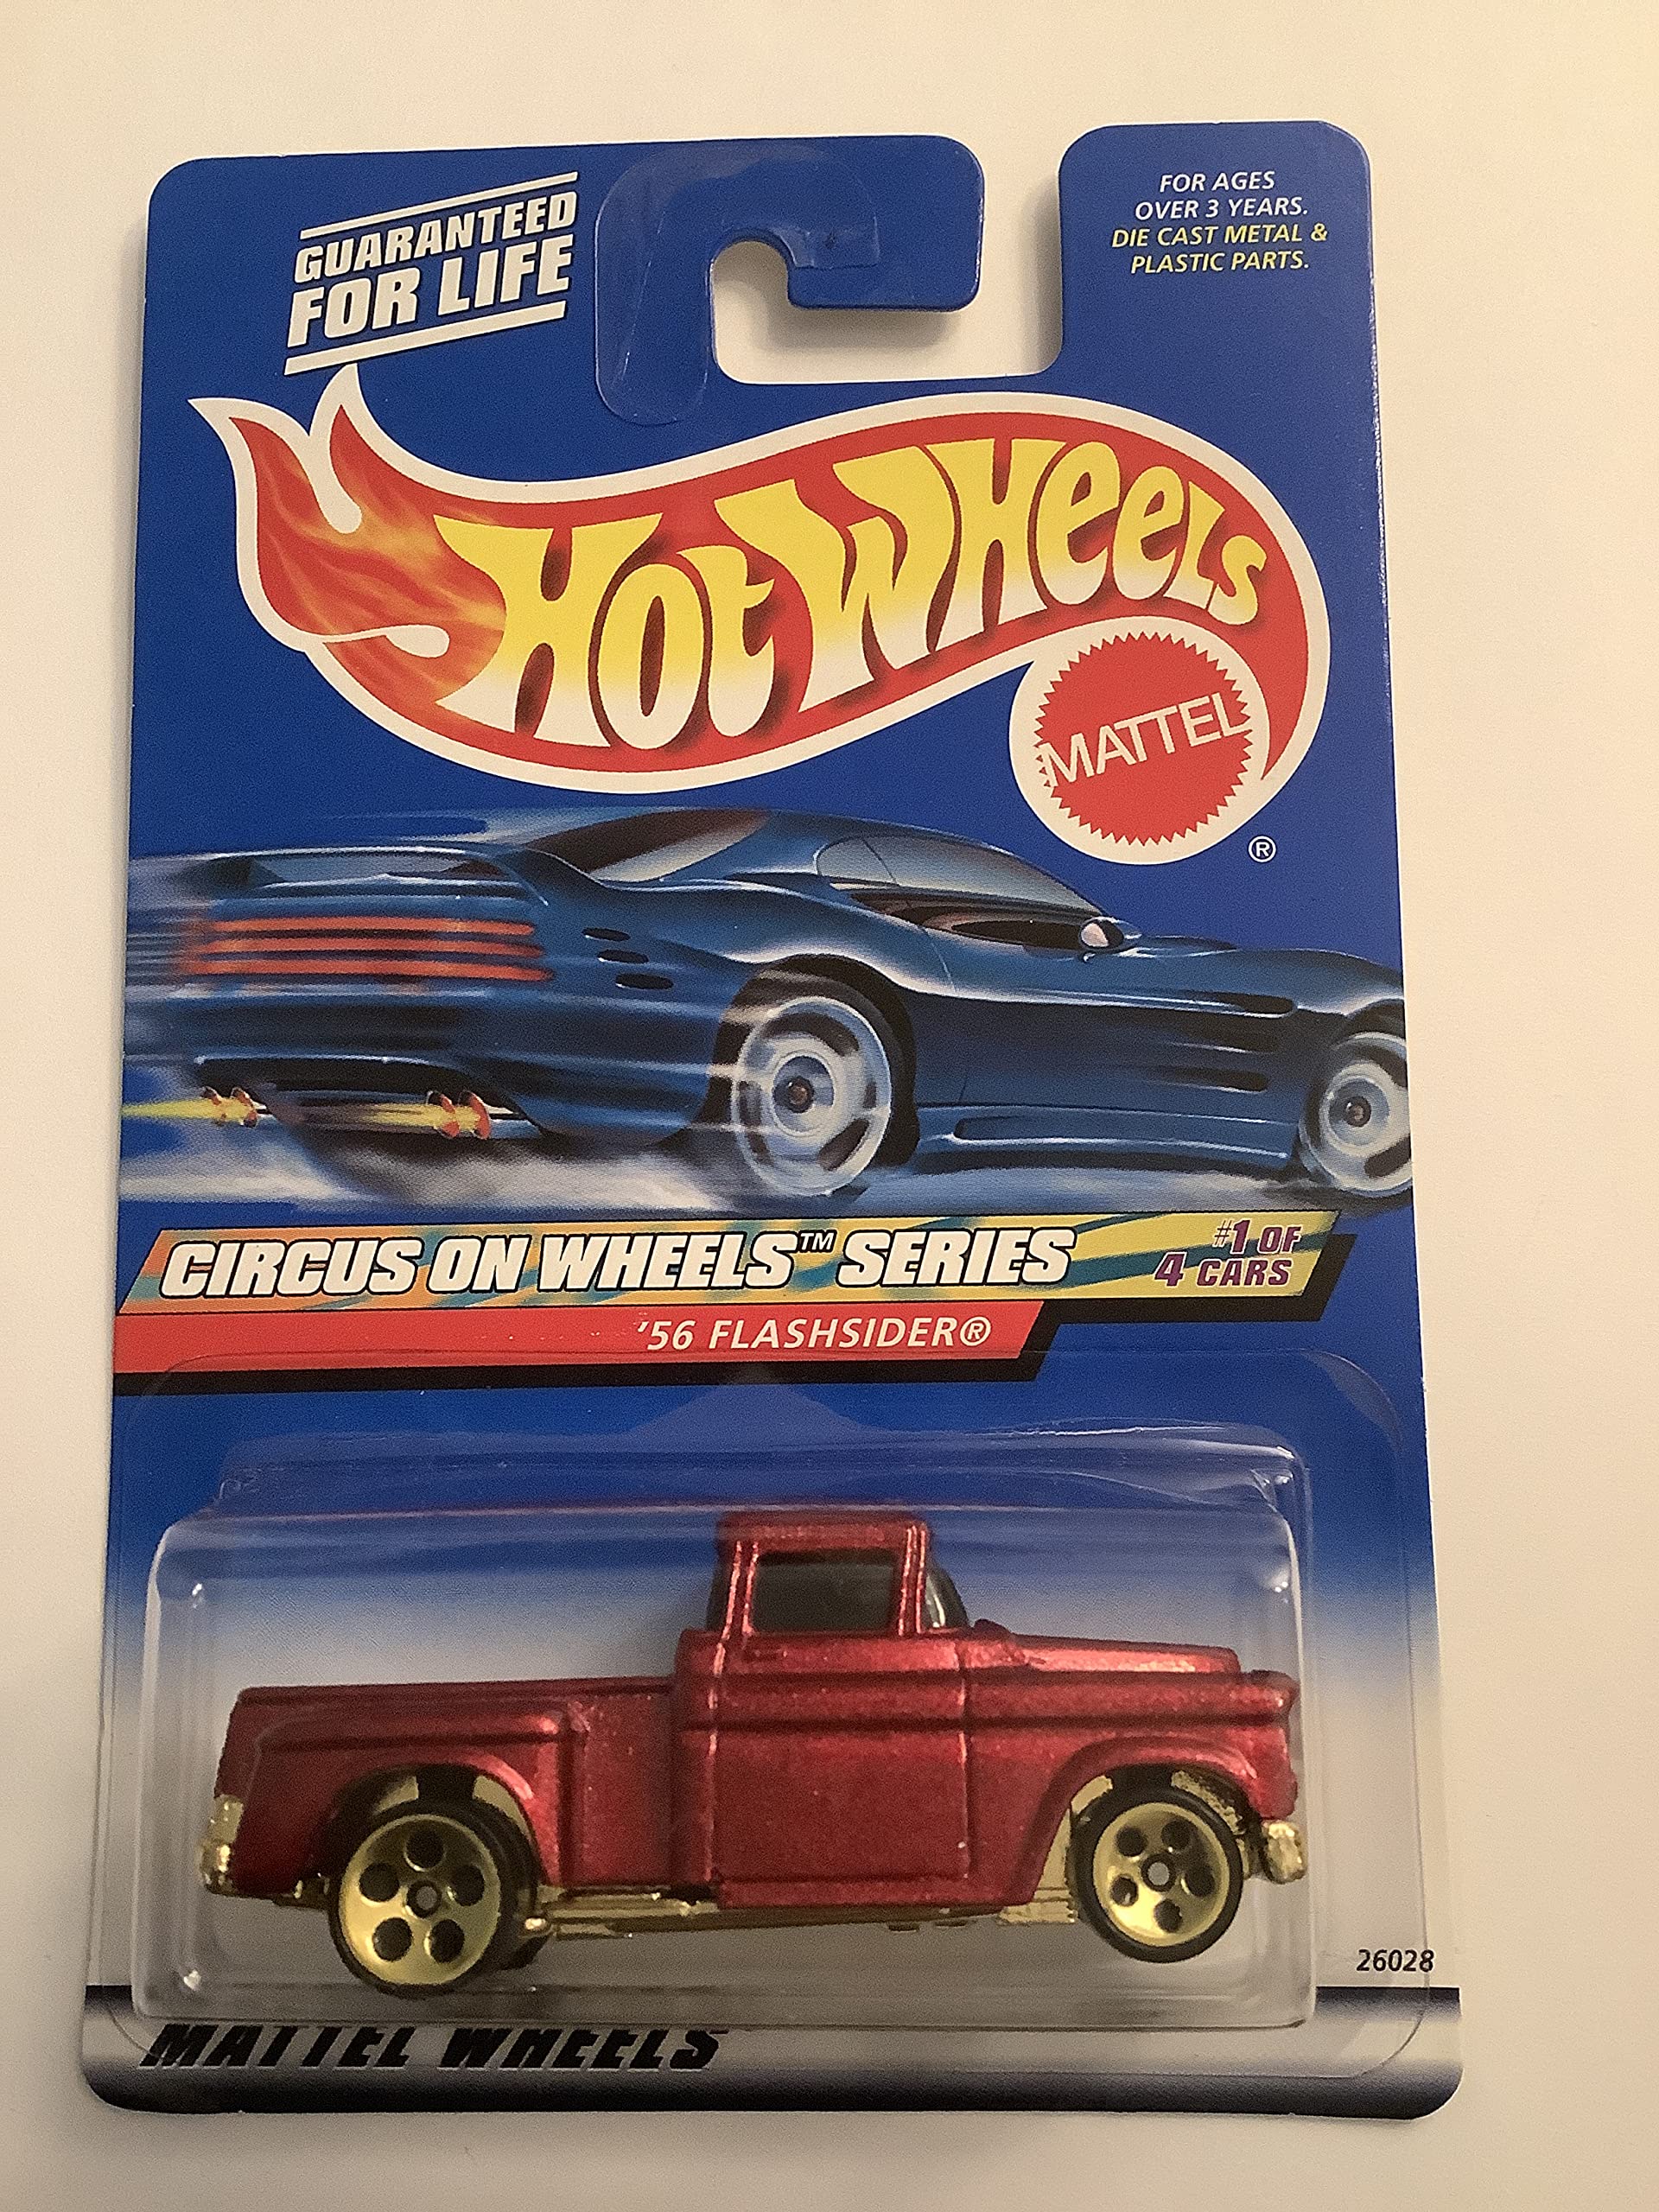 GUARANTEED
FOR LIFE
FOR AGES
OVER 3 YEARS.
DIE CAST METAL &
PLASTIC PARTS.
HOT WHEELS
MATTEL
®
CIRCUS ON WHEELS™ SERIES
#1 OF
4 CARS
'56 FLASHSIDER®
26028
MATTEL WHEELS